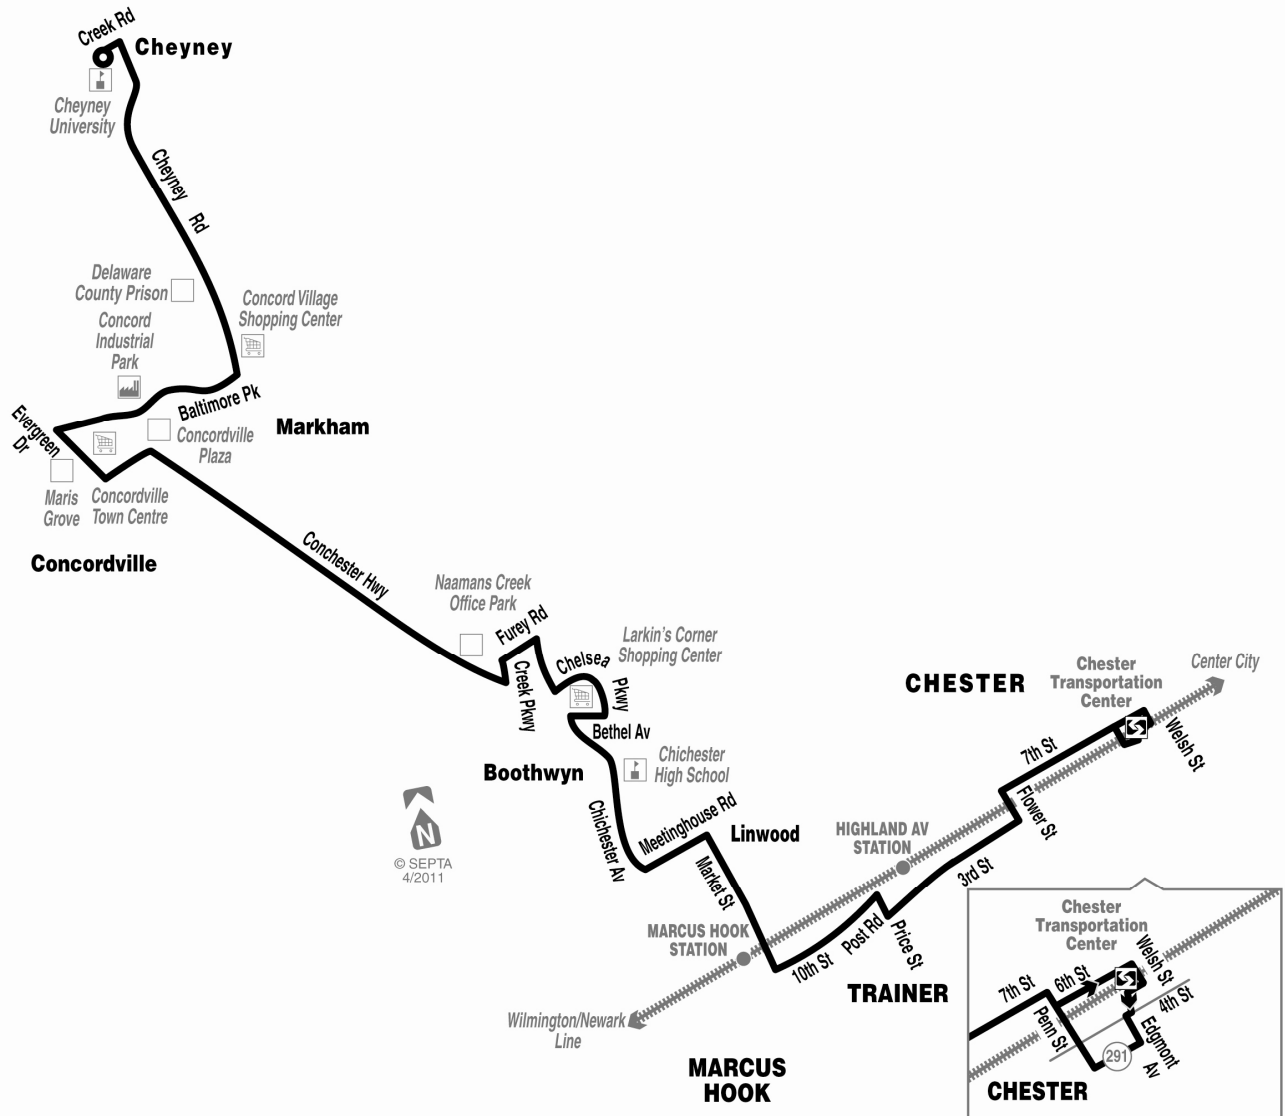 Creek Rd
Cheyney
Cheyney
University
Cheyney Rd
Delaware
County Prison
Concord Village
Shopping Center
Concord
Industrial
Park
Baltimore Pk
Evergreen
Dr
Markham
Concordville
Plaza
Maris
Grove
Concordville
Town Centre
Concordville
Conchester Hwy
Naamans Creek
Office Park
Furey Rd
Creek Pkwy
Chelsea Pkwy
Larkin's Corner
Shopping Center
Bethel Av
Boothwyn
Chichester
High School
Chichester Av
Meetinghouse Rd
Linwood
Market St
N
© SEPTA
4/2011
CHESTER
Chester
Transportation
Center
Center City
Welsh St
7th St
Flower St
HIGHLAND AV
STATION
3rd St
MARCUS HOOK
STATION
10th St
Post Rd
Price St
TRAINER
Wilmington/Newark
Line
MARCUS
HOOK
Chester
Transportation
Center
Welsh St
7th St
6th St
4th St
Penn St
Edgmont
Av
291
CHESTER